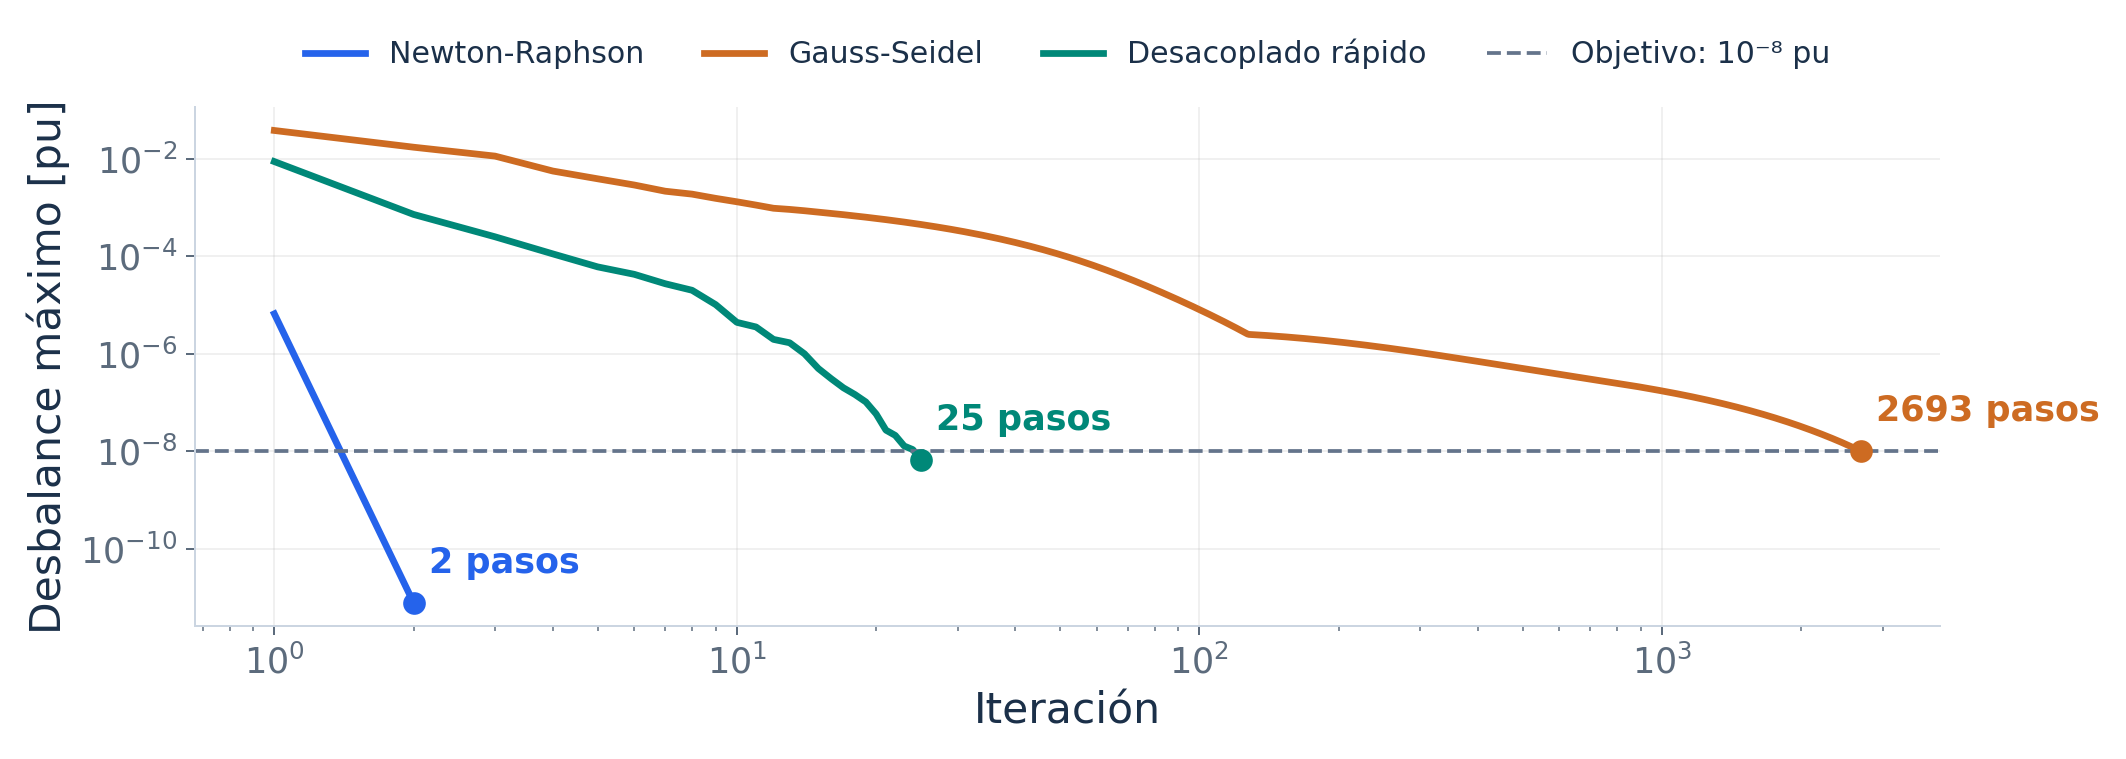 Newton-Raphson Gauss-Seidel Desacoplado rápido Objetivo: 10⁻⁸ pu
Desbalance máximo [pu]
10⁻²
10⁻⁴
10⁻⁶
10⁻⁸
10⁻¹⁰
2693 pasos
25 pasos
2 pasos
10⁰ 10¹ 10² 10³
Iteración